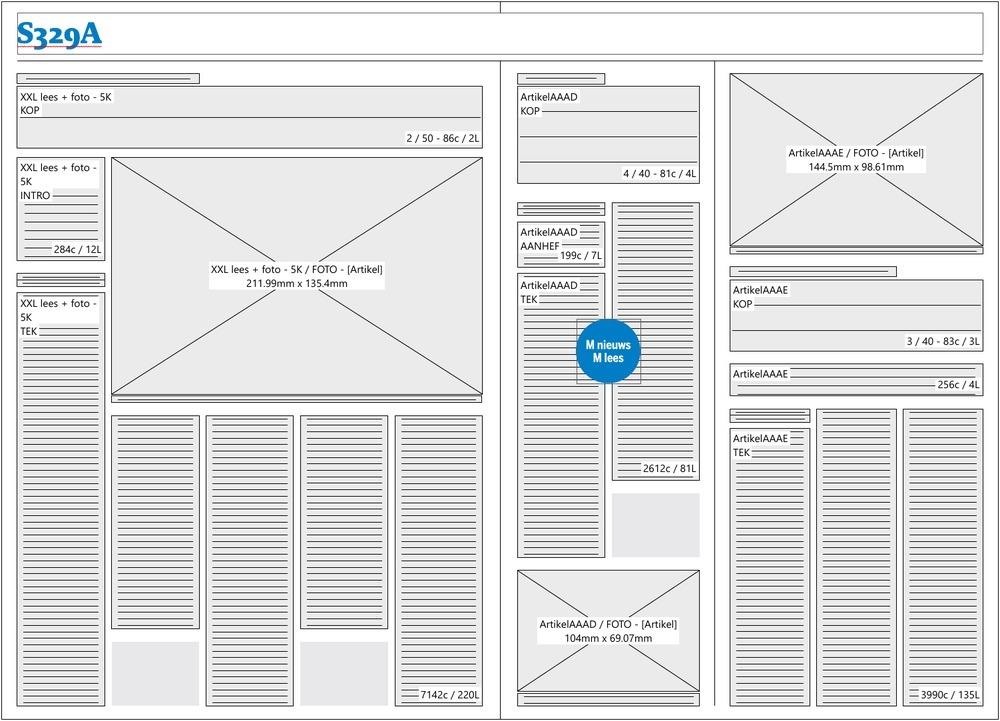 S329A
XXL lees + foto - 5K
KOP
2 / 50 - 86c / 2L
XXL lees + foto -
5K
INTRO
284c / 12L
XXL lees + foto - 5K / FOTO - [Artikel]
211.99mm x 135.4mm
XXL lees + foto -
5K
TEK
7142c / 220L
ArtikelAAAD
KOP
4 / 40 - 81c / 4L
ArtikelAAAD
AANHEF
199c / 7L
ArtikelAAAD
TEK
M nieuws
M lees
2612c / 81L
ArtikelAAAD / FOTO - [Artikel]
104mm x 69.07mm
ArtikelAAAE / FOTO - [Artikel]
144.5mm x 98.61mm
ArtikelAAAE
KOP
3 / 40 - 83c / 3L
ArtikelAAAE
256c / 4L
ArtikelAAAE
TEK
3990c / 135L